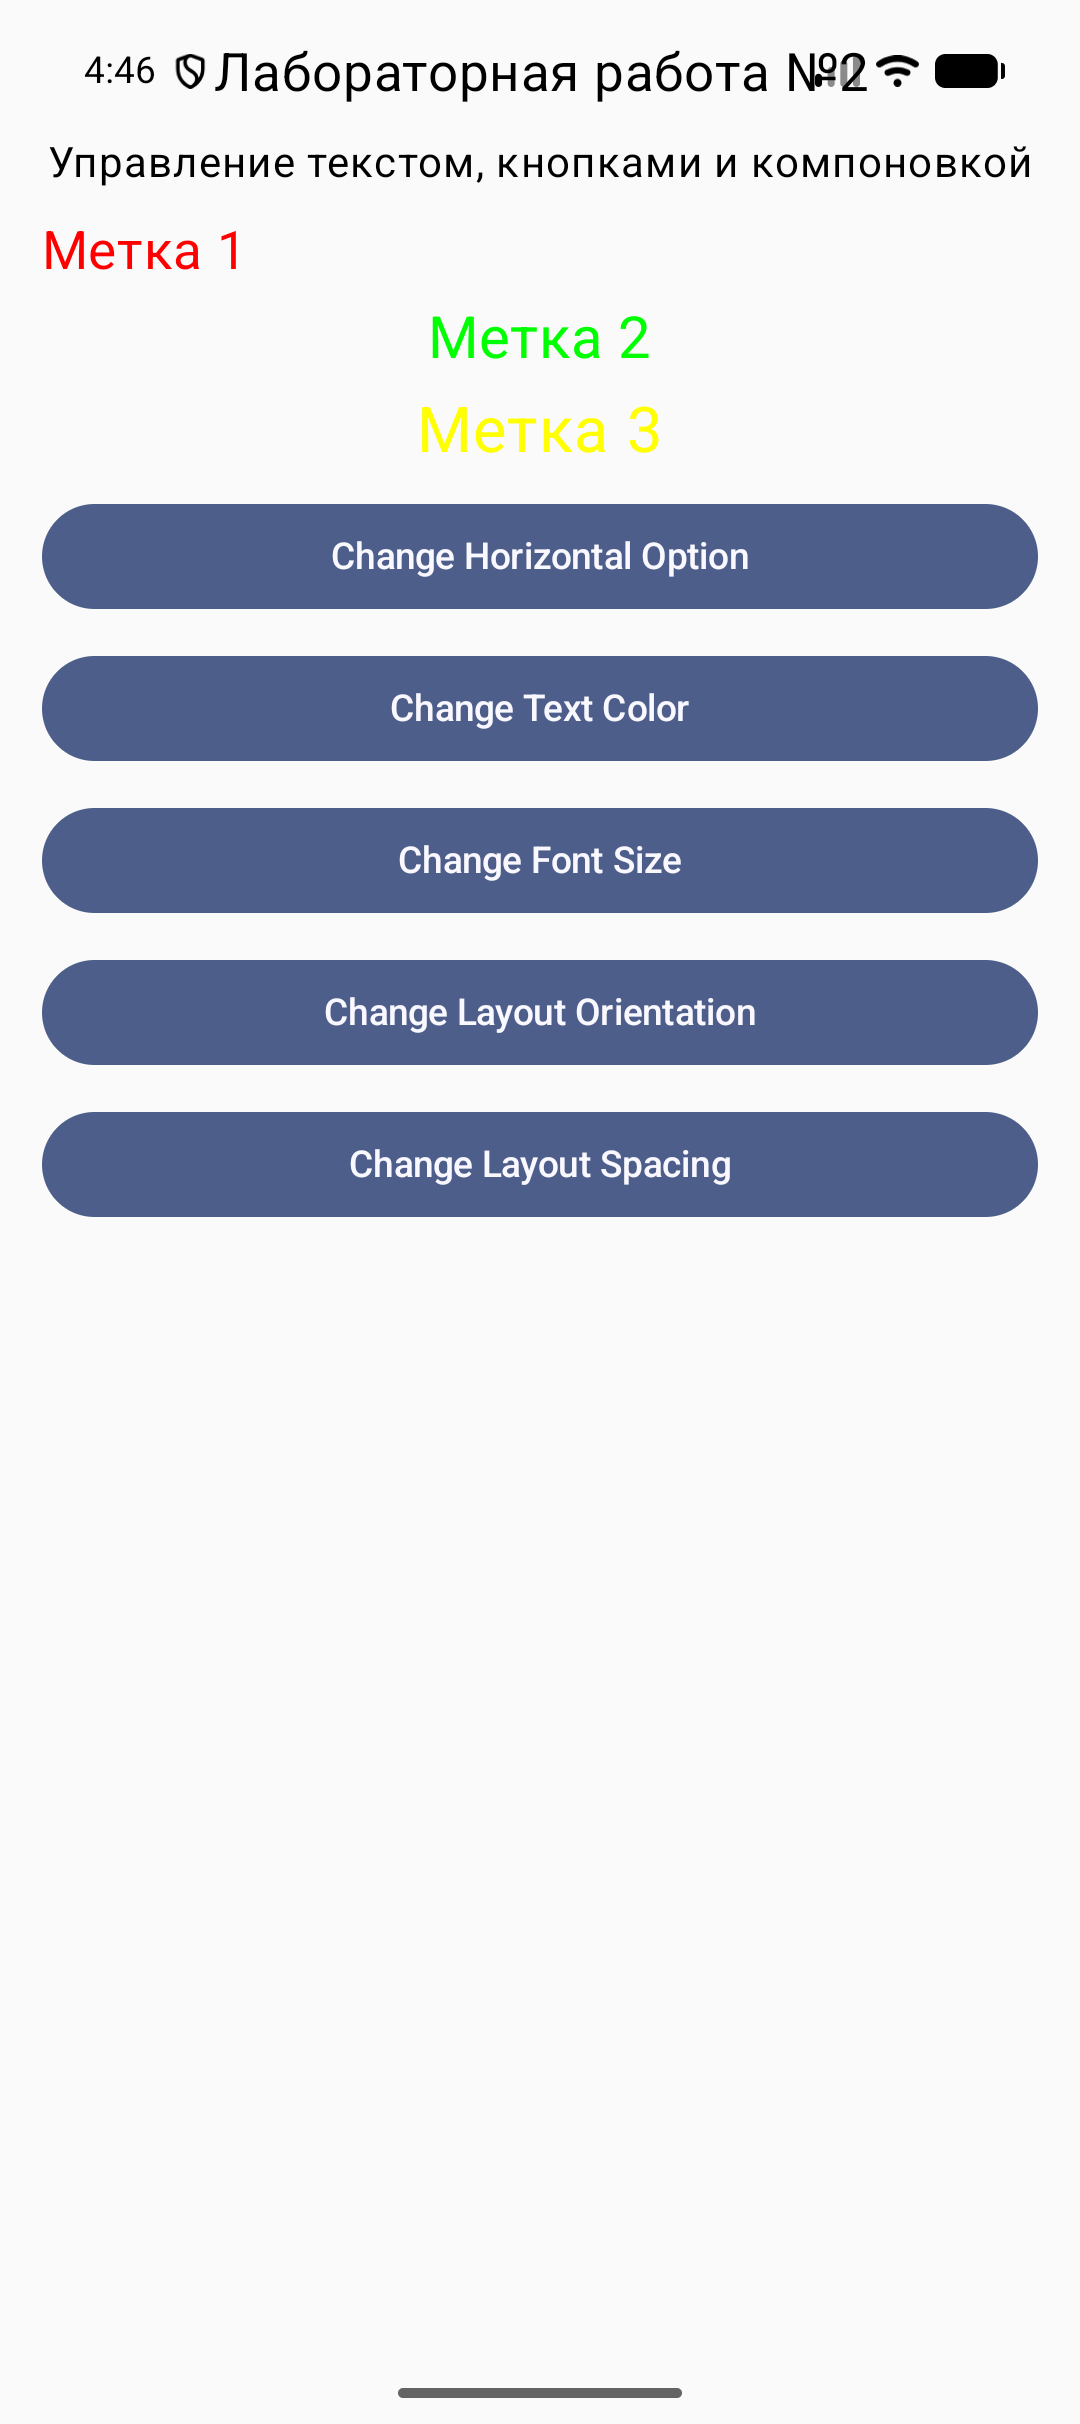 4:46
Лабораторная работа №2
Управление текстом, кнопками и компоновкой
Метка 1
Метка 2
Метка 3
Change Horizontal Option
Change Text Color
Change Font Size
Change Layout Orientation
Change Layout Spacing